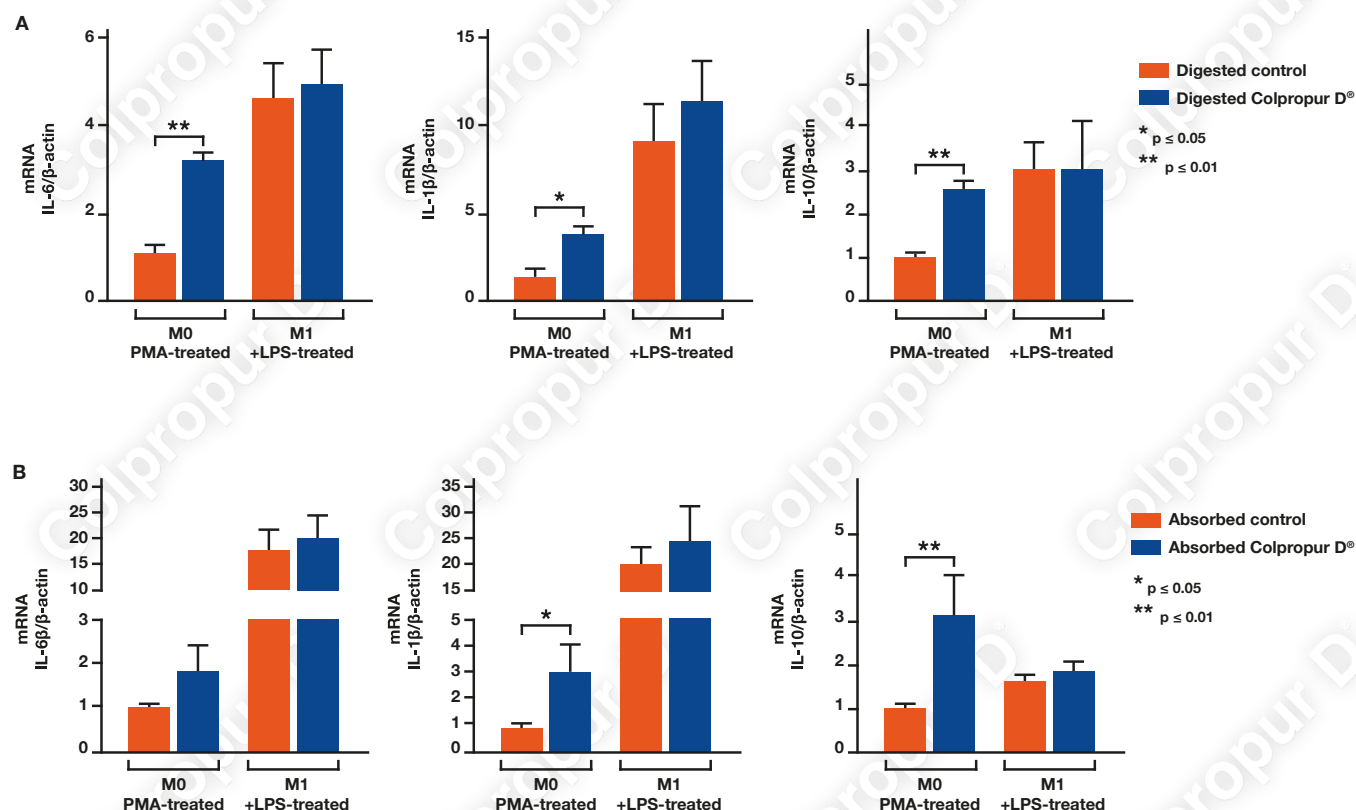 A
6
4
2
0
mRNA
IL-6/β-actin
**
M0
PMA-treated
M1
+LPS-treated
15
10
5
0
mRNA
IL-1β/β-actin
*
M0
PMA-treated
M1
+LPS-treated
5
4
3
2
1
0
mRNA
IL-10/β-actin
**
M0
PMA-treated
M1
+LPS-treated
Digested control
Digested Colpropur D®
* p ≤ 0.05
** p ≤ 0.01
B
30
25
20
15
10
3
2
1
0
mRNA
IL-6β/β-actin
M0
PMA-treated
M1
+LPS-treated
35
30
25
20
15
5
4
3
2
1
0
mRNA
IL-1β/β-actin
*
M0
PMA-treated
M1
+LPS-treated
5
4
3
2
1
0
mRNA
IL-10/β-actin
**
M0
PMA-treated
M1
+LPS-treated
Absorbed control
Absorbed Colpropur D®
* p ≤ 0.05
** p ≤ 0.01
Colpropur D®